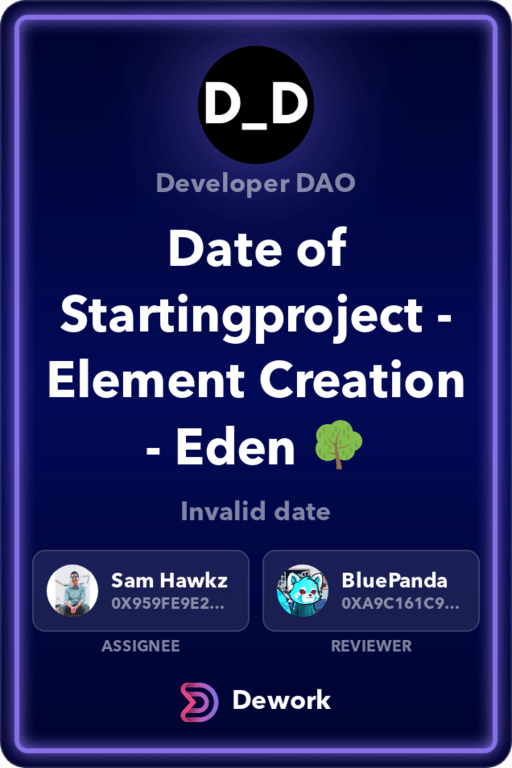 D_D
Developer DAO
Date of
Startingproject -
Element Creation
- Eden 🌳
Invalid date
Sam Hawkz
0X959FE9E2...
BluePanda
0XA9C161C9...
ASSIGNEE
REVIEWER
Dework